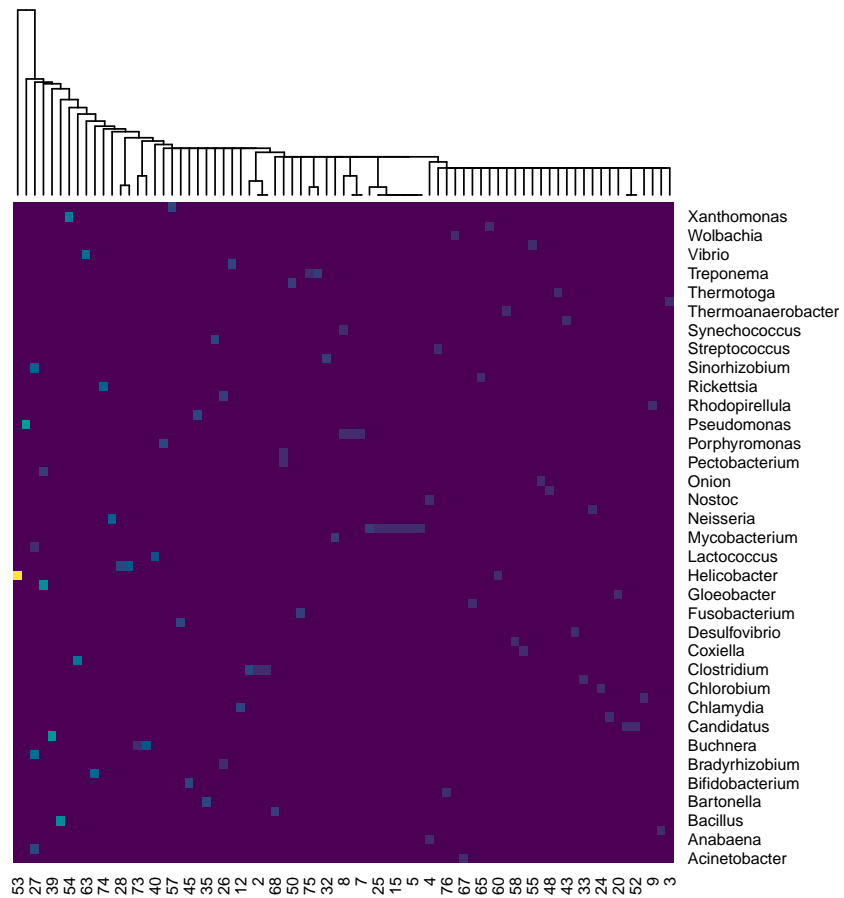 Xanthomonas
Wolbachia
Vibrio
Treponema
Thermotoga
Thermoanaerobacter
Synechococcus
Streptococcus
Sinorhizobium
Rickettsia
Rhodopirellula
Pseudomonas
Porphyromonas
Pectobacterium
Onion
Nostoc
Neisseria
Mycobacterium
Lactococcus
Helicobacter
Gloeobacter
Fusobacterium
Desulfovibrio
Coxiella
Clostridium
Chlorobium
Chlamydia
Candidatus
Buchnera
Bradyrhizobium
Bifidobacterium
Bartonella
Bacillus
Anabaena
Acinetobacter
53 27 39 54 63 74 28 73 40 57 45 35 26 12 2 68 50 75 32 8 7 25 15 5 4 76 67 65 60 58 55 48 43 33 24 20 52 9 3